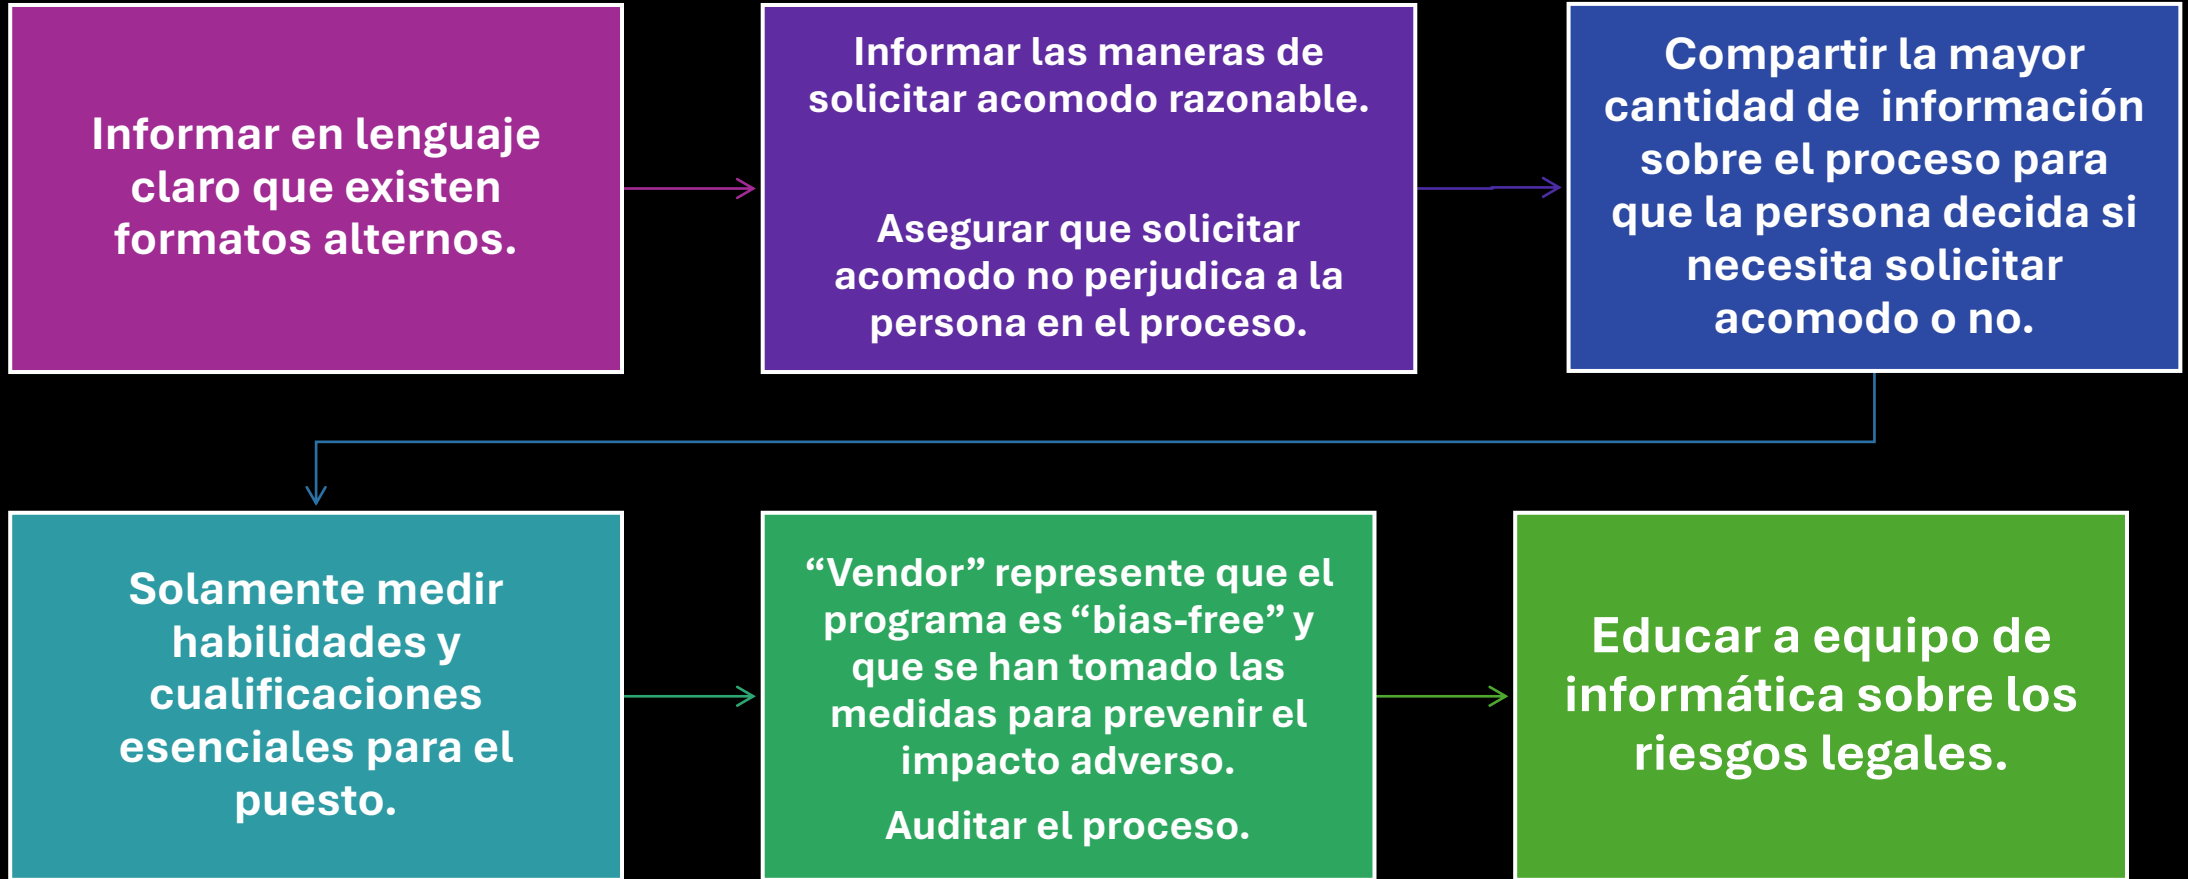 Informar en lenguaje
claro que existen
formatos alternos.
Informar las maneras de
solicitar acomodo razonable.
Asegurar que solicitar
acomodo no perjudica a la
persona en el proceso.
Compartir la mayor
cantidad de información
sobre el proceso para
que la persona decida si
necesita solicitar
acomodo o no.
Solamente medir
habilidades y
cualificaciones
esenciales para el
puesto.
“Vendor” represente que el
programa es “bias-free” y
que se han tomado las
medidas para prevenir el
impacto adverso.
Auditar el proceso.
Educar a equipo de
informática sobre los
riesgos legales.